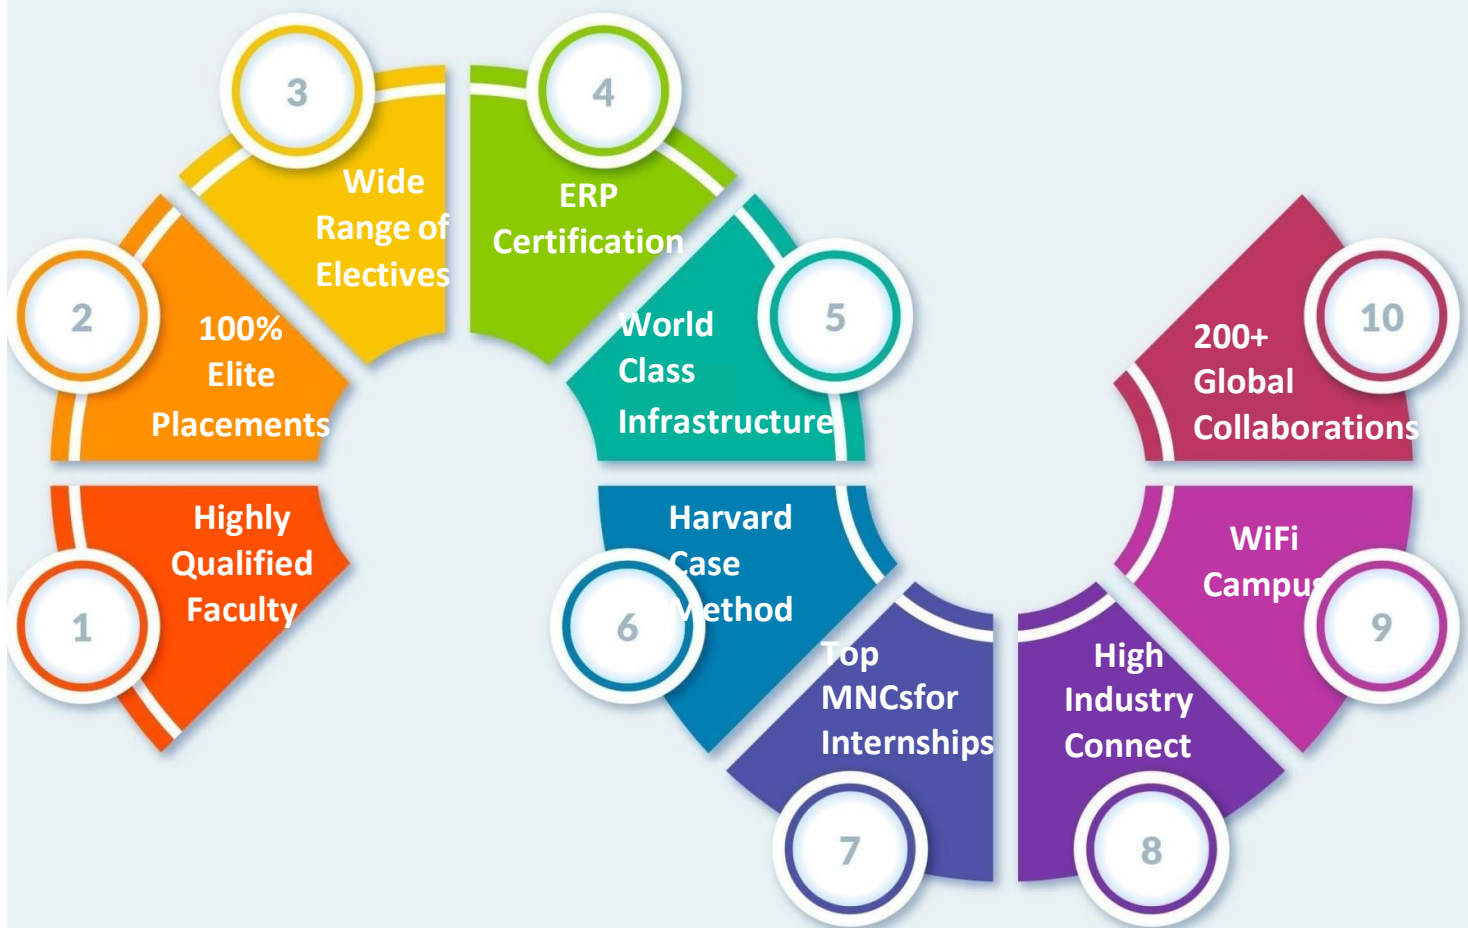 1
Highly
Qualified
Faculty
2
100%
Elite
Placements
3
Wide
Range of
Electives
4
ERP
Certification
5
World
Class
Infrastructure
6
Harvard
Case
Method
7
Top
MNCsfor
Internships
8
High
Industry
Connect
9
WiFi
Campus
10
200+
Global
Collaborations